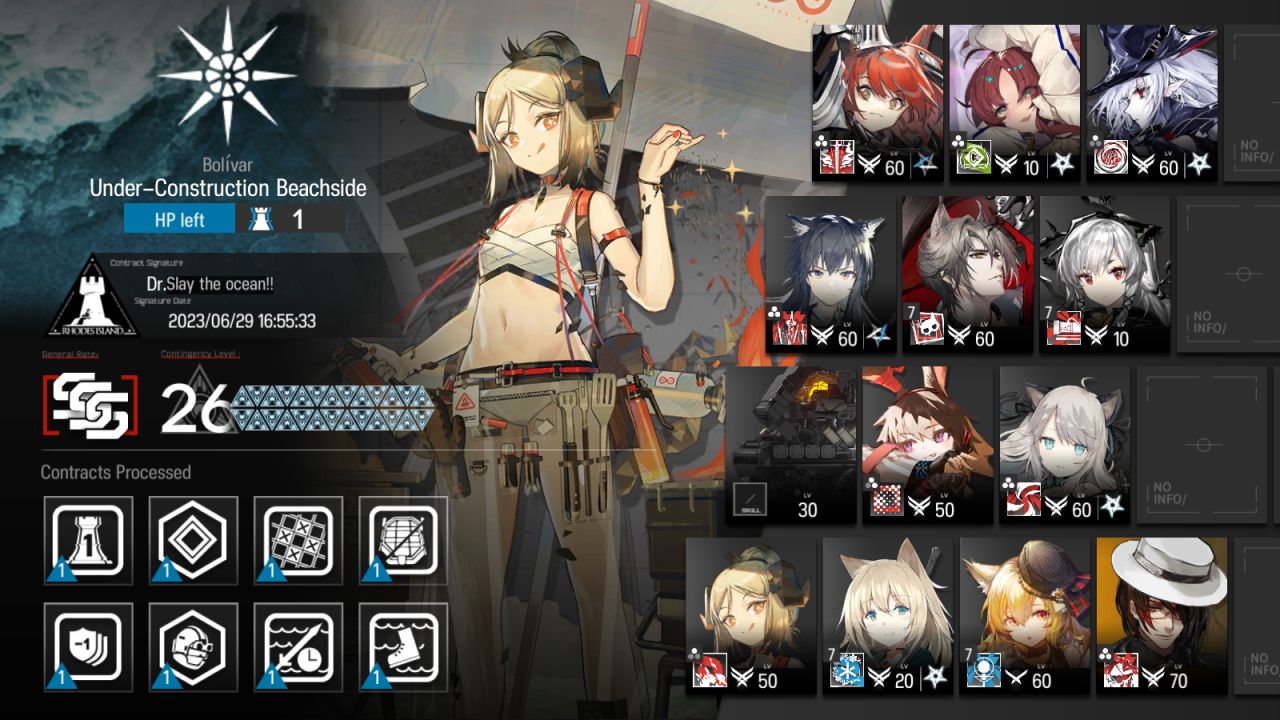 Bolívar
Under-Construction Beachside
HP left 1
Contract Signature
Dr.Slay the ocean!!
Signature Date
2023/06/29 16:55:33
RHODES ISLAND
General Rate:
Contingency Level :
26
Contracts Processed
1
1 1 1 1
1 1 1 1
LV 60
LV 10
LV 60
NO INFO/
LV 60
7 LV 60
7 LV 10
NO INFO/
SKILL LV 30
LV 50
LV 60
NO INFO/
LV 50
7 LV 20
7 LV 60
LV 70
NO INFO